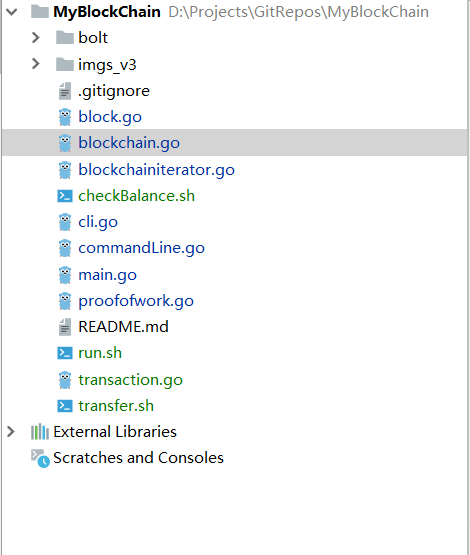 MyBlockChain D:\Projects\GitRepos\MyBlockChain
bolt
imgs_v3
.gitignore
block.go
blockchain.go
blockchainiterator.go
checkBalance.sh
cli.go
commandLine.go
main.go
proofofwork.go
README.md
run.sh
transaction.go
transfer.sh
External Libraries
Scratches and Consoles